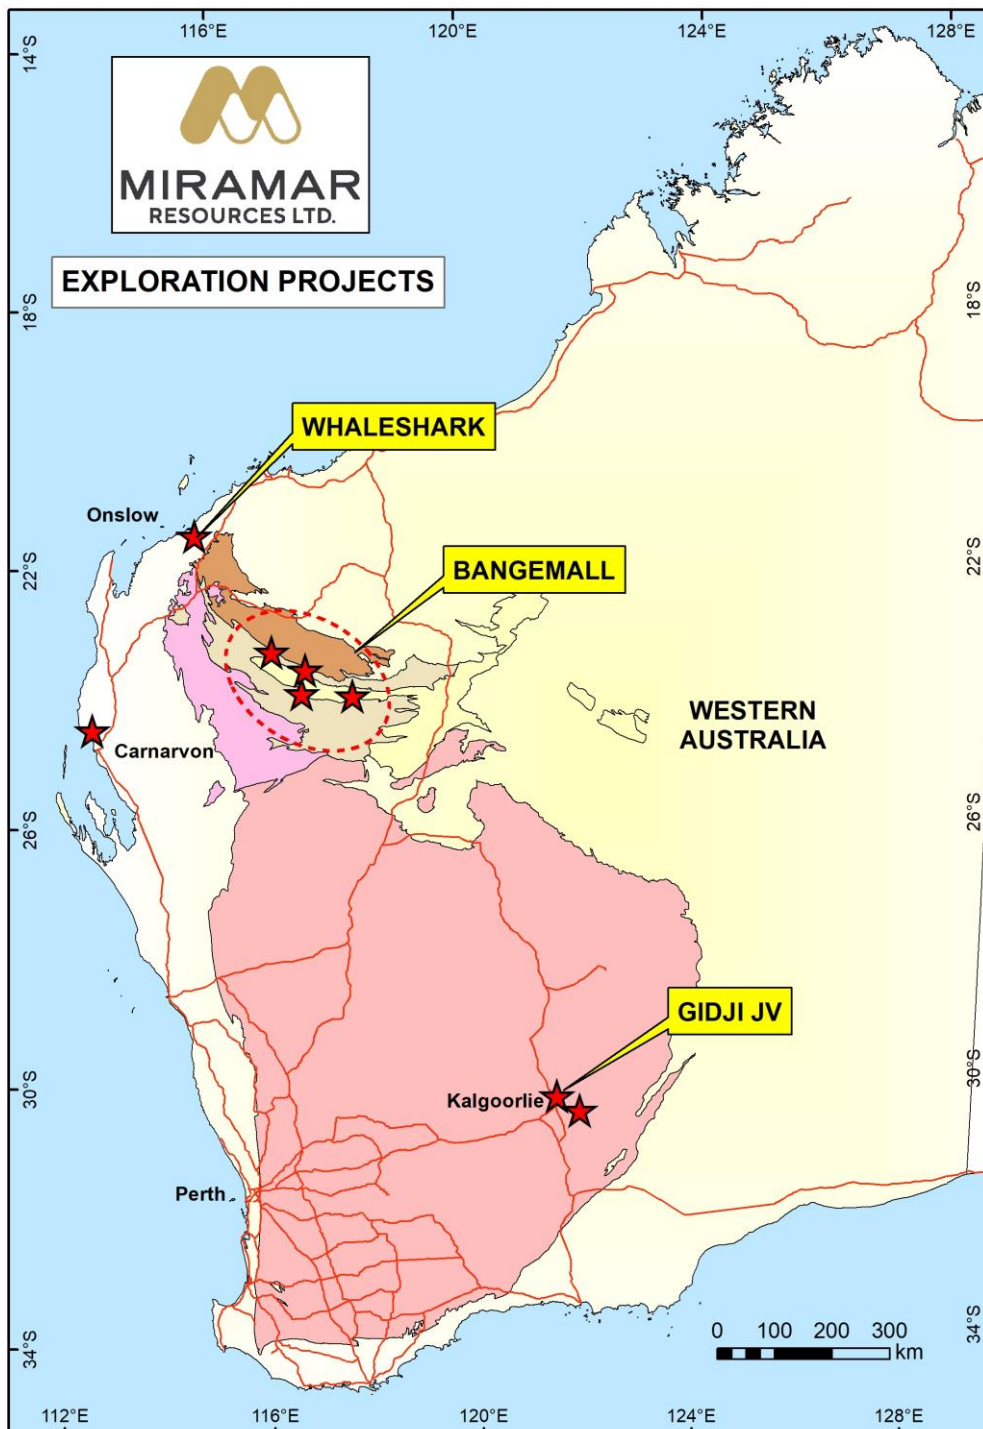 116°E
120°E
124°E
128°E
14°S
MIRAMAR
RESOURCES LTD.
EXPLORATION PROJECTS
18°S
18°S
WHALESHARK
Onslow
22°S
22°S
BANGEMALL
WESTERN
AUSTRALIA
Carnarvon
26°S
26°S
GIDJI JV
30°S
30°S
Kalgoorlie
Perth
34°S
34°S
0 100 200 300
km
112°E
116°E
120°E
124°E
128°E